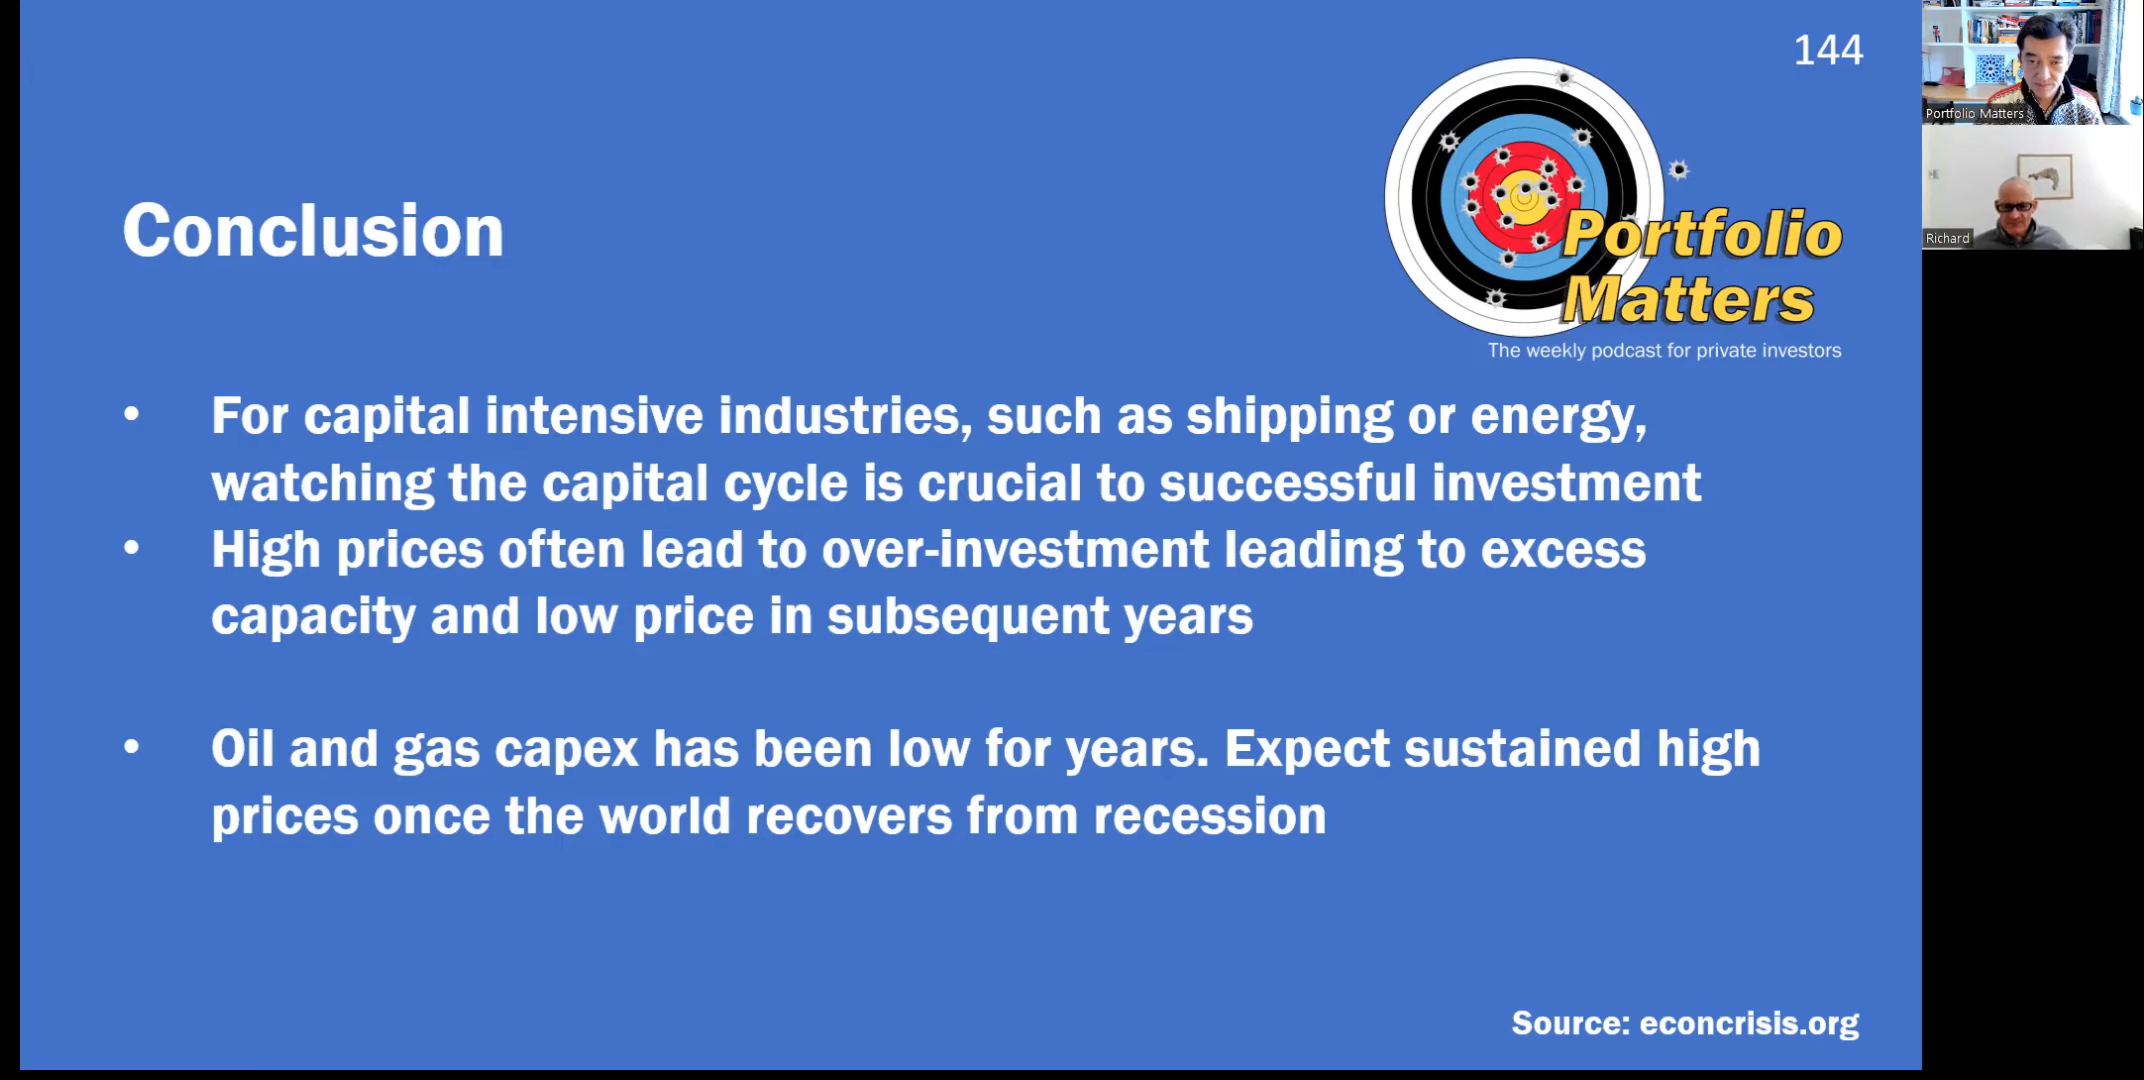 144
Portfolio
Matters
The weekly podcast for private investors
Conclusion
• For capital intensive industries, such as shipping or energy,
watching the capital cycle is crucial to successful investment
• High prices often lead to over-investment leading to excess
capacity and low price in subsequent years
• Oil and gas capex has been low for years. Expect sustained high
prices once the world recovers from recession
Source: econcrisis.org
Portfolio Matters
Richard